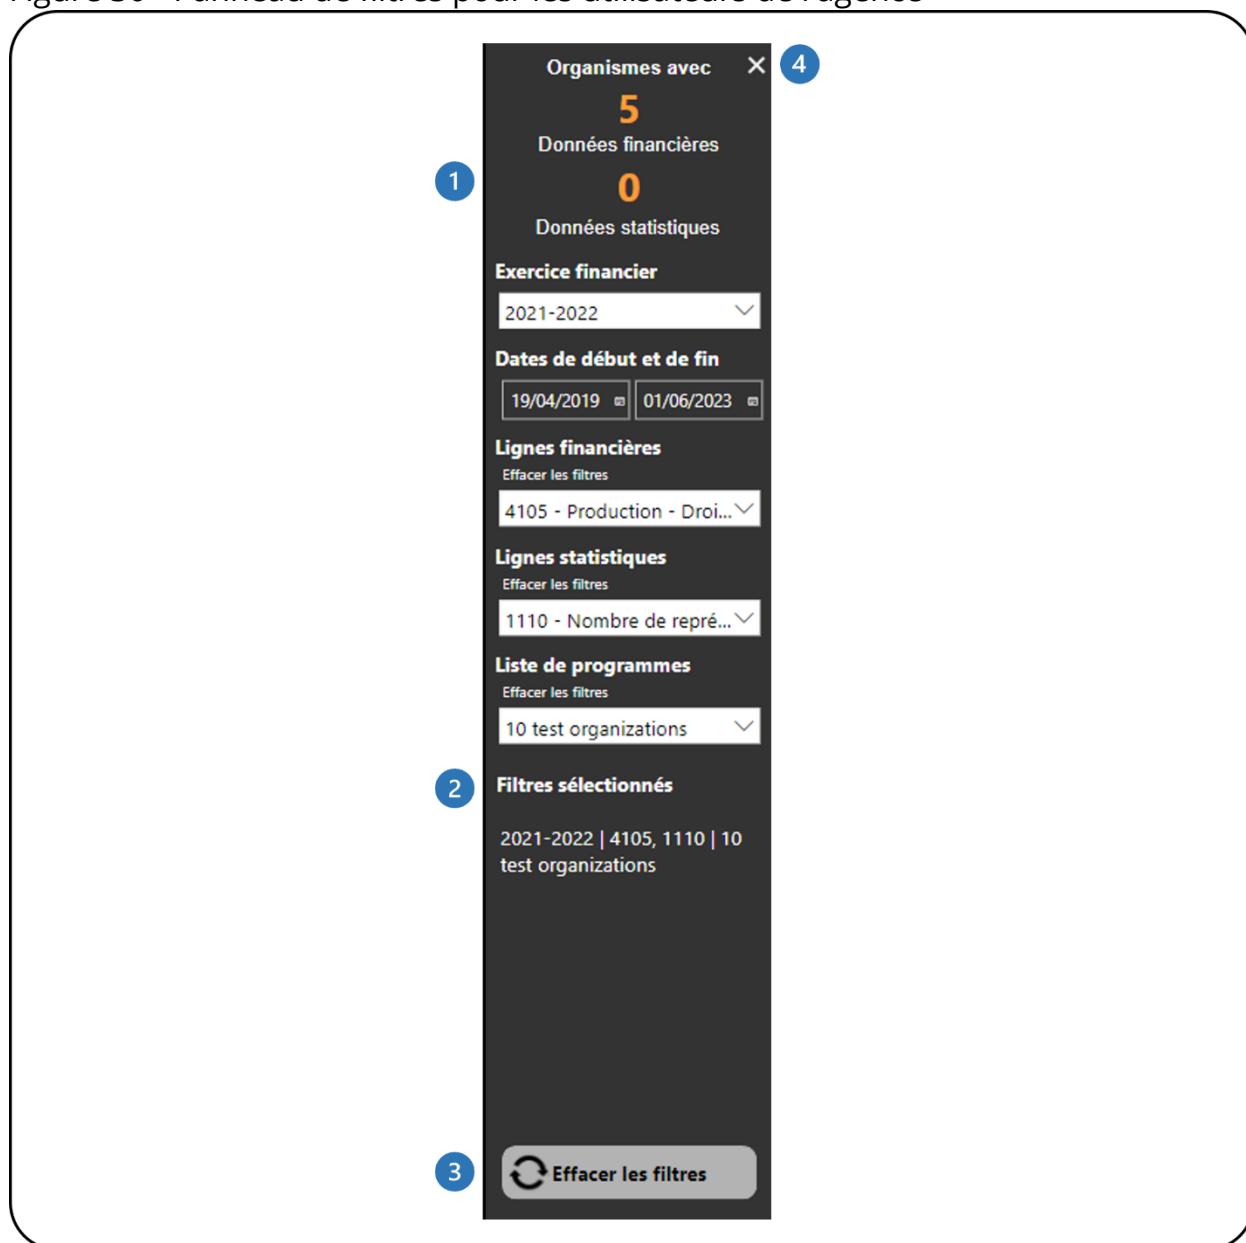 Organismes avec
4
5
Données financières
1
0
Données statistiques
Exercice financier
2021-2022
Dates de début et de fin
19/04/2019 01/06/2023
Lignes financières
Effacer les filtres
4105 - Production - Droi...
Lignes statistiques
Effacer les filtres
1110 - Nombre de repré...
Liste de programmes
Effacer les filtres
10 test organizations
2
Filtres sélectionnés
2021-2022 | 4105, 1110 | 10
test organizations
3
Effacer les filtres